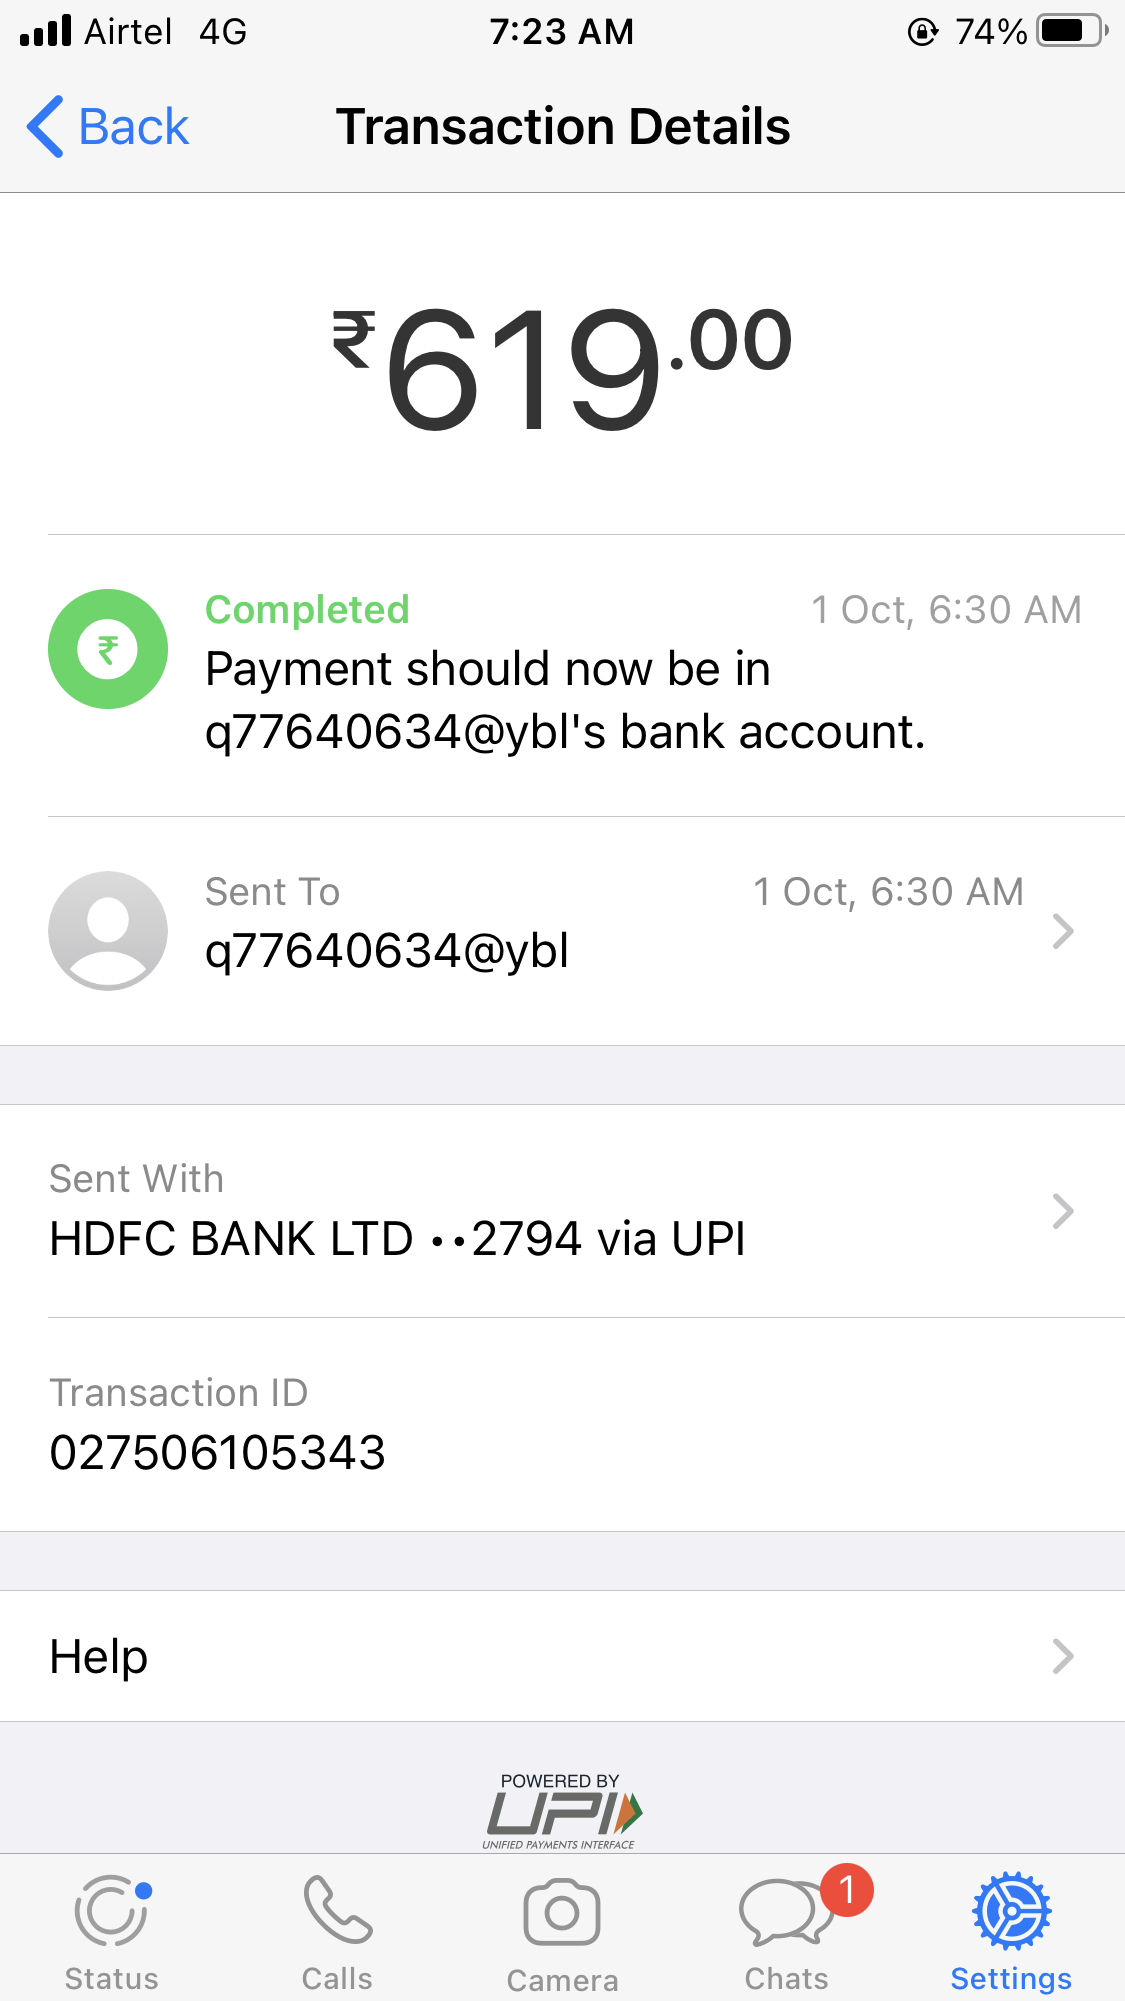 Airtel 4G 7:23 AM 74%
Back Transaction Details
₹619.00
Completed 1 Oct, 6:30 AM
Payment should now be in
q77640634@ybl's bank account.
Sent To 1 Oct, 6:30 AM
q77640634@ybl
Sent With
HDFC BANK LTD ••2794 via UPI
Transaction ID
027506105343
Help
POWERED BY
UPI
UNIFIED PAYMENTS INTERFACE
1
Status Calls Camera Chats Settings